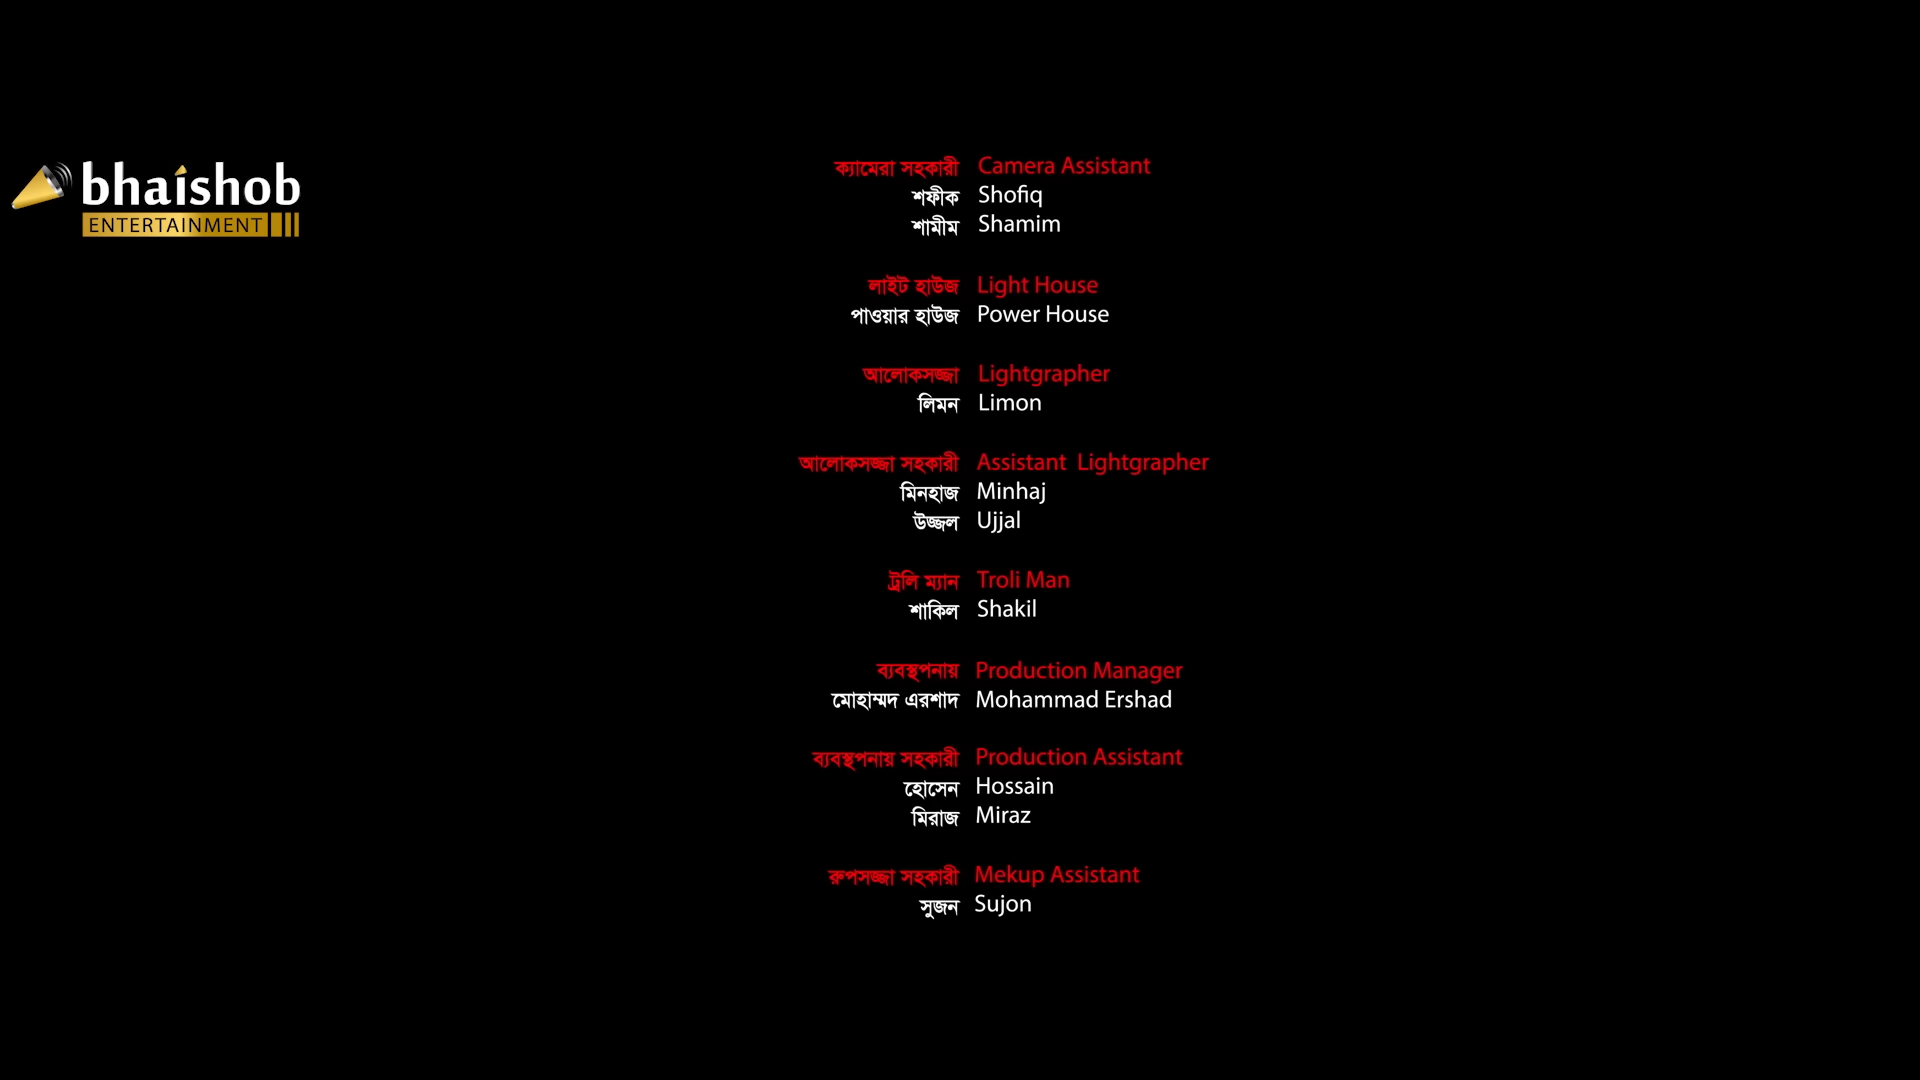 bhaishob
ENTERTAINMENT
ক্যামেরা সহকারী Camera Assistant
শফীক Shofiq
শামীম Shamim
লাইট হাউজ Light House
পাওয়ার হাউজ Power House
আলোকসজ্জা Lightgrapher
লিমন Limon
আলোকসজ্জা সহকারী Assistant Lightgrapher
মিনহাজ Minhaj
উজ্জল Ujjal
ট্রলি ম্যান Troli Man
শাকিল Shakil
ব্যবস্থপনায় Production Manager
মোহাম্মদ এরশাদ Mohammad Ershad
ব্যবস্থপনায় সহকারী Production Assistant
হোসেন Hossain
মিরাজ Miraz
রুপসজ্জা সহকারী Mekup Assistant
সুজন Sujon